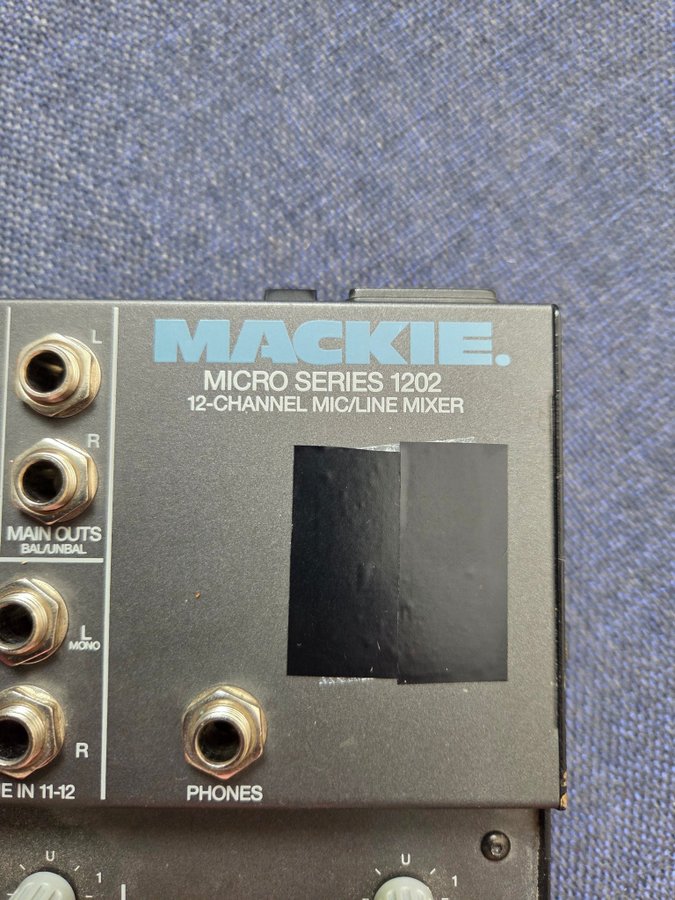 MACKIE.
MICRO SERIES 1202
12-CHANNEL MIC/LINE MIXER
L
R
MAIN OUTS
BAL/UNBAL
L
MONO
R
E IN 11-12
PHONES
U
1
U
1